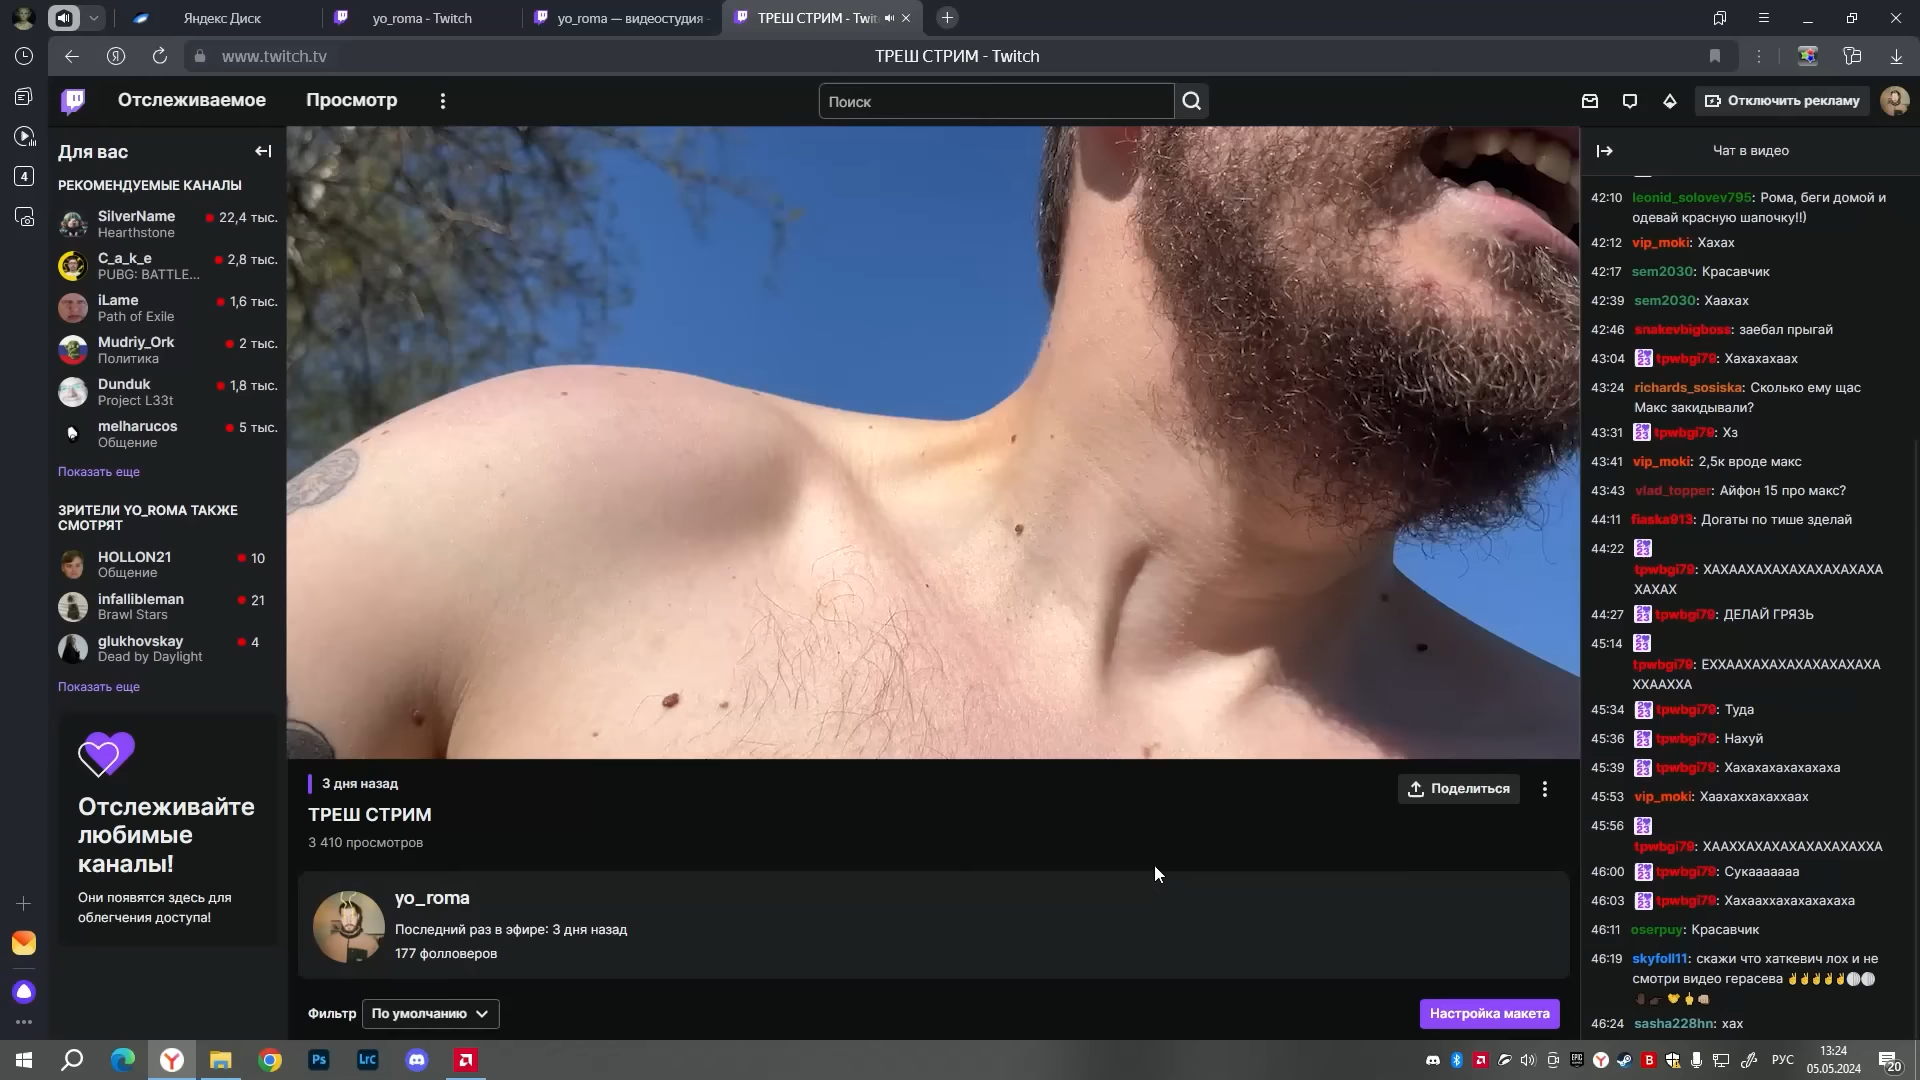 Яндекс Диск
yo_roma - Twitch
yo_roma — видеостудия -
ТРЕШ СТРИМ - Twit
www.twitch.tv
ТРЕШ СТРИМ - Twitch
Отслеживаемое
Просмотр
Поиск
Отключить рекламу
4
Для вас
РЕКОМЕНДУЕМЫЕ КАНАЛЫ
SilverName
22,4 тыс.
Hearthstone
C_a_k_e
2,8 тыс.
PUBG: BATTLE...
iLame
1,6 тыс.
Path of Exile
Mudriy_Ork
2 тыс.
Политика
Dunduk
1,8 тыс.
Project L33t
melharucos
5 тыс.
Общение
Показать еще
ЗРИТЕЛИ YO_ROMA ТАКЖЕ
СМОТРЯТ
HOLLON21
10
Общение
infallibleman
21
Brawl Stars
glukhovskay
4
Dead by Daylight
Показать еще
Отслеживайте
любимые
каналы!
Они появятся здесь для
облегчения доступа!
3 дня назад
ТРЕШ СТРИМ
3 410 просмотров
Поделиться
yo_roma
Последний раз в эфире: 3 дня назад
177 фолловеров
Фильтр
По умолчанию
Настройка макета
Чат в видео
42:10 leonid_solovev795: Рома, беги домой и
одевай красную шапочку!!)
42:12 vip_moki: Хахах
42:17 sem2030: Красавчик
42:39 sem2030: Хаахах
42:46 snakevbigboss: заебал прыгай
43:04 tpwbgi79: Хахахахаах
43:24 richards_sosiska: Сколько ему щас
Макс закидывали?
43:31 tpwbgi79: Хз
43:41 vip_moki: 2,5к вроде макс
43:43 vlad_topper: Айфон 15 про макс?
44:11 fiaska913: Догаты по тише зделай
44:22
tpwbgi79: ХАХААХАХАХАХАХАХАХАХА
ХАХАХ
44:27 tpwbgi79: ДЕЛАЙ ГРЯЗЬ
45:14
tpwbgi79: ЕХХААХАХАХАХАХАХАХАХА
ХХААХХА
45:34 tpwbgi79: Туда
45:36 tpwbgi79: Нахуй
45:39 tpwbgi79: Хахахахахахахаха
45:53 vip_moki: Хаахаххахаххаах
45:56
tpwbgi79: ХААХХАХАХАХАХАХАХАХХА
46:00 tpwbgi79: Сукааааааа
46:03 tpwbgi79: Хахааххахахахахаха
46:11 oserpuy: Красавчик
46:19 skyfoll11: скажи что хаткевич лох и не
смотри видео герасева
46:24 sasha228hn: хах
Ps
Lrc
РУС
13:24
05.05.2024
20